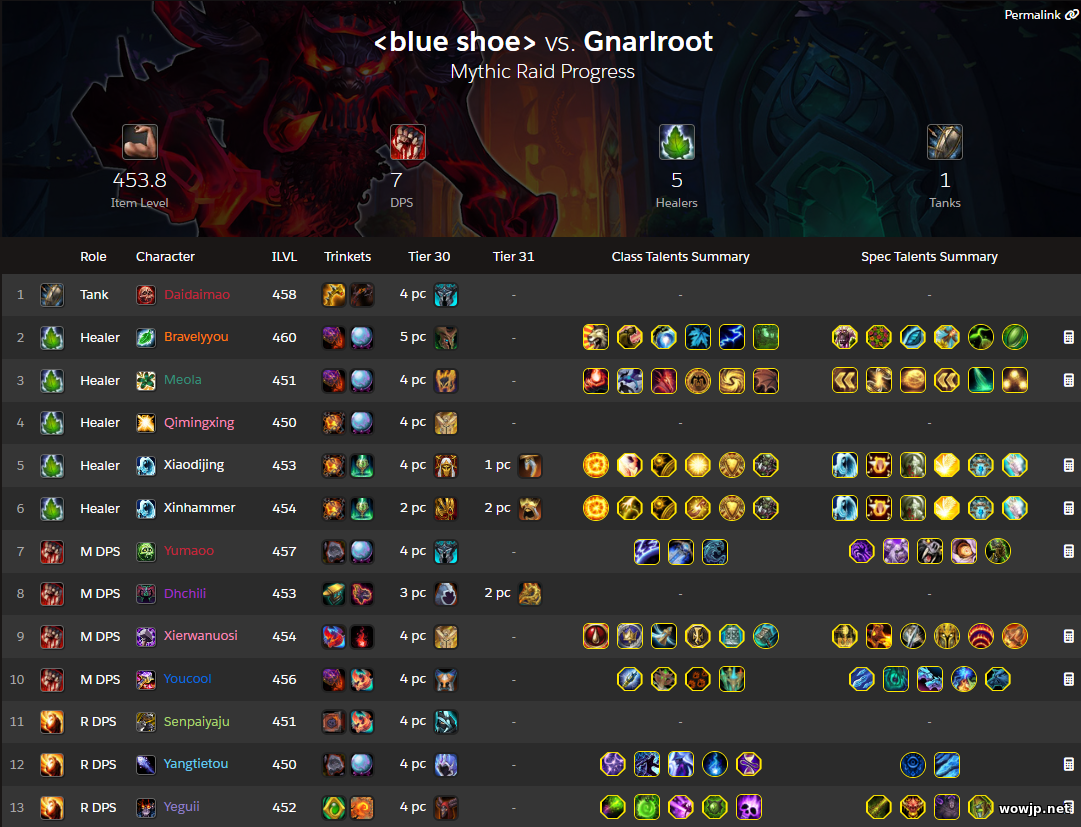 Permalink
<blue shoe> vs. Gnarlroot
Mythic Raid Progress
453.8 7 5 1
Item Level DPS Healers Tanks
Role Character ILVL Trinkets Tier 30 Tier 31 Class Talents Summary Spec Talents Summary
1 Tank Daidaimao 458 4 pc - - -
2 Healer Bravelyyou 460 5 pc -
3 Healer Meola 451 4 pc -
4 Healer Qimingxing 450 4 pc - - -
5 Healer Xiaodijing 453 4 pc 1 pc
6 Healer Xinhammer 454 2 pc 2 pc
7 M DPS Yumaoo 457 4 pc -
8 M DPS Dhchili 453 3 pc 2 pc - -
9 M DPS Xierwanuosi 454 4 pc -
10 M DPS Youcool 456 4 pc -
11 R DPS Senpaiyaju 451 4 pc - - -
12 R DPS Yangtietou 450 4 pc -
13 R DPS Yeguii 452 4 pc -
wowjp.net